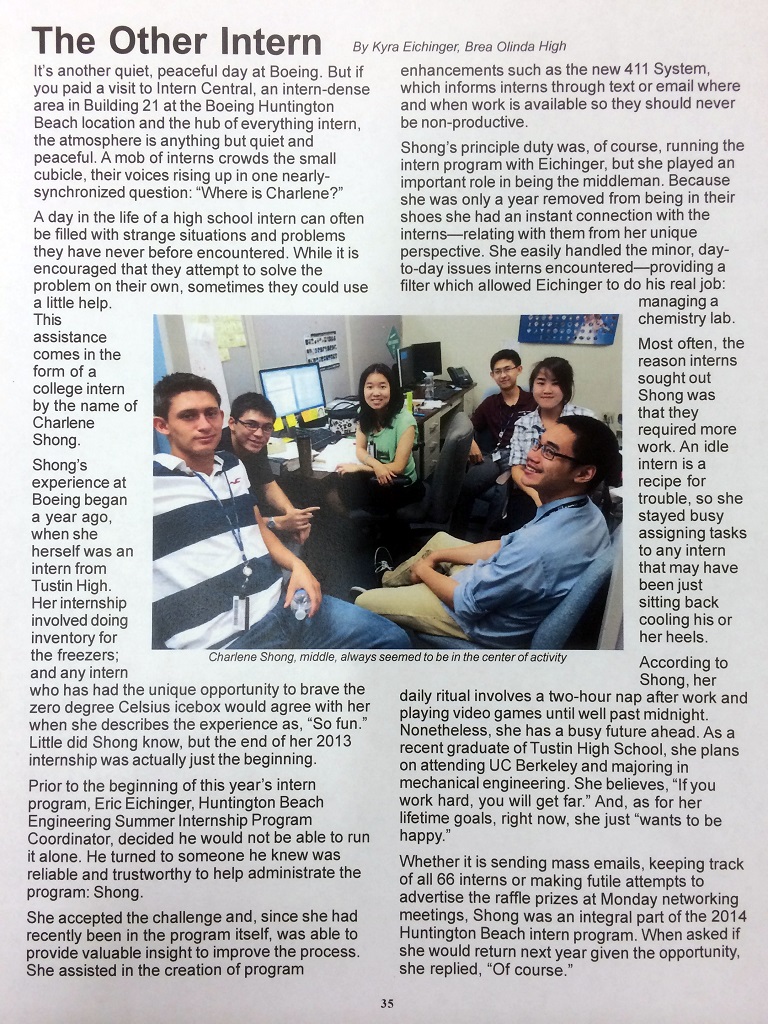 The Other Intern
By Kyra Eichinger, Brea Olinda High
It’s another quiet, peaceful day at Boeing. But if
you paid a visit to Intern Central, an intern-dense
area in Building 21 at the Boeing Huntington
Beach location and the hub of everything intern,
the atmosphere is anything but quiet and
peaceful. A mob of interns crowds the small
cubicle, their voices rising up in one nearly-
synchronized question: “Where is Charlene?”
A day in the life of a high school intern can often
be filled with strange situations and problems
they have never before encountered. While it is
encouraged that they attempt to solve the
problem on their own, sometimes they could use
a little help.
This
assistance
comes in the
form of a
college intern
by the name of
Charlene
Shong.
Shong’s
experience at
Boeing began
a year ago,
when she
herself was an
intern from
Tustin High.
Her internship
involved doing
inventory for
the freezers;
and any intern
who has had the unique opportunity to brave the
zero degree Celsius icebox would agree with her
when she describes the experience as, “So fun.”
Little did Shong know, but the end of her 2013
internship was actually just the beginning.
Prior to the beginning of this year’s intern
program, Eric Eichinger, Huntington Beach
Engineering Summer Internship Program
Coordinator, decided he would not be able to run
it alone. He turned to someone he knew was
reliable and trustworthy to help administrate the
program: Shong.
She accepted the challenge and, since she had
recently been in the program itself, was able to
provide valuable insight to improve the process.
She assisted in the creation of program
enhancements such as the new 411 System,
which informs interns through text or email where
and when work is available so they should never
be non-productive.
Shong’s principle duty was, of course, running the
intern program with Eichinger, but she played an
important role in being the middleman. Because
she was only a year removed from being in their
shoes she had an instant connection with the
interns—relating with them from her unique
perspective. She easily handled the minor, day-
to-day issues interns encountered—providing a
filter which allowed Eichinger to do his real job:
managing a
chemistry lab.
Most often, the
reason interns
sought out
Shong was
that they
required more
work. An idle
intern is a
recipe for
trouble, so she
stayed busy
assigning tasks
to any intern
that may have
been just
sitting back
cooling his or
her heels.
According to
Shong, her
daily ritual involves a two-hour nap after work and
playing video games until well past midnight.
Nonetheless, she has a busy future ahead. As a
recent graduate of Tustin High School, she plans
on attending UC Berkeley and majoring in
mechanical engineering. She believes, “If you
work hard, you will get far.” And, as for her
lifetime goals, right now, she just “wants to be
happy.”
Whether it is sending mass emails, keeping track
of all 66 interns or making futile attempts to
advertise the raffle prizes at Monday networking
meetings, Shong was an integral part of the 2014
Huntington Beach intern program. When asked if
she would return next year given the opportunity,
she replied, “Of course.”
Charlene Shong, middle, always seemed to be in the center of activity
35